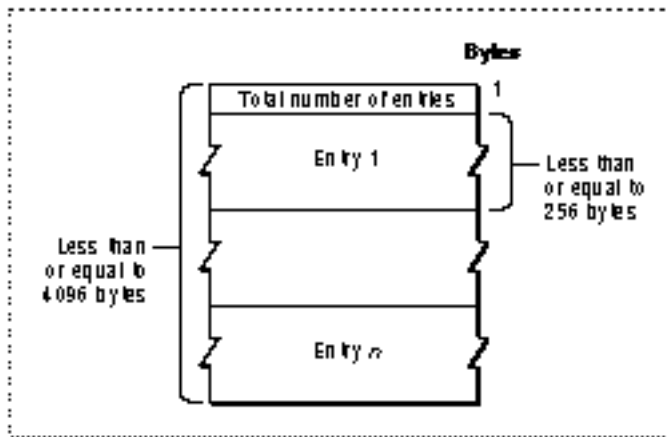 Bytes
Total number of entries
1
Entry 1
Less than
or equal to
256 bytes
Less than
or equal to
4096 bytes
Entry n